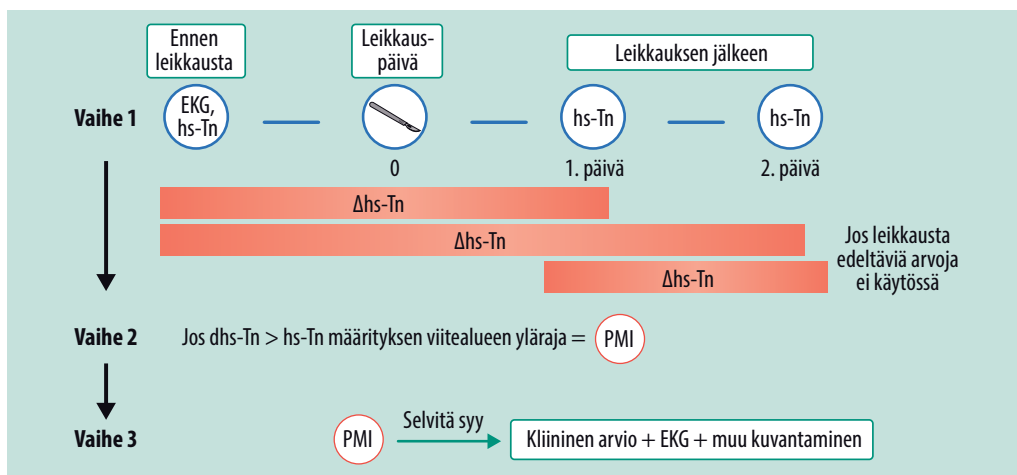 Ennen
leikkausta
Leikkaus-
päivä
Leikkauksen jälkeen
Vaihe 1
EKG,
hs-Tn
hs-Tn
hs-Tn
0
1. päivä
2. päivä
Δhs-Tn
Δhs-Tn
Δhs-Tn
Jos leikkausta
edeltäviä arvoja
ei käytössä
Vaihe 2
Jos dhs-Tn > hs-Tn määrityksen viitealueen yläraja =
PMI
Vaihe 3
PMI
Selvitä syy
Kliininen arvio + EKG + muu kuvantaminen